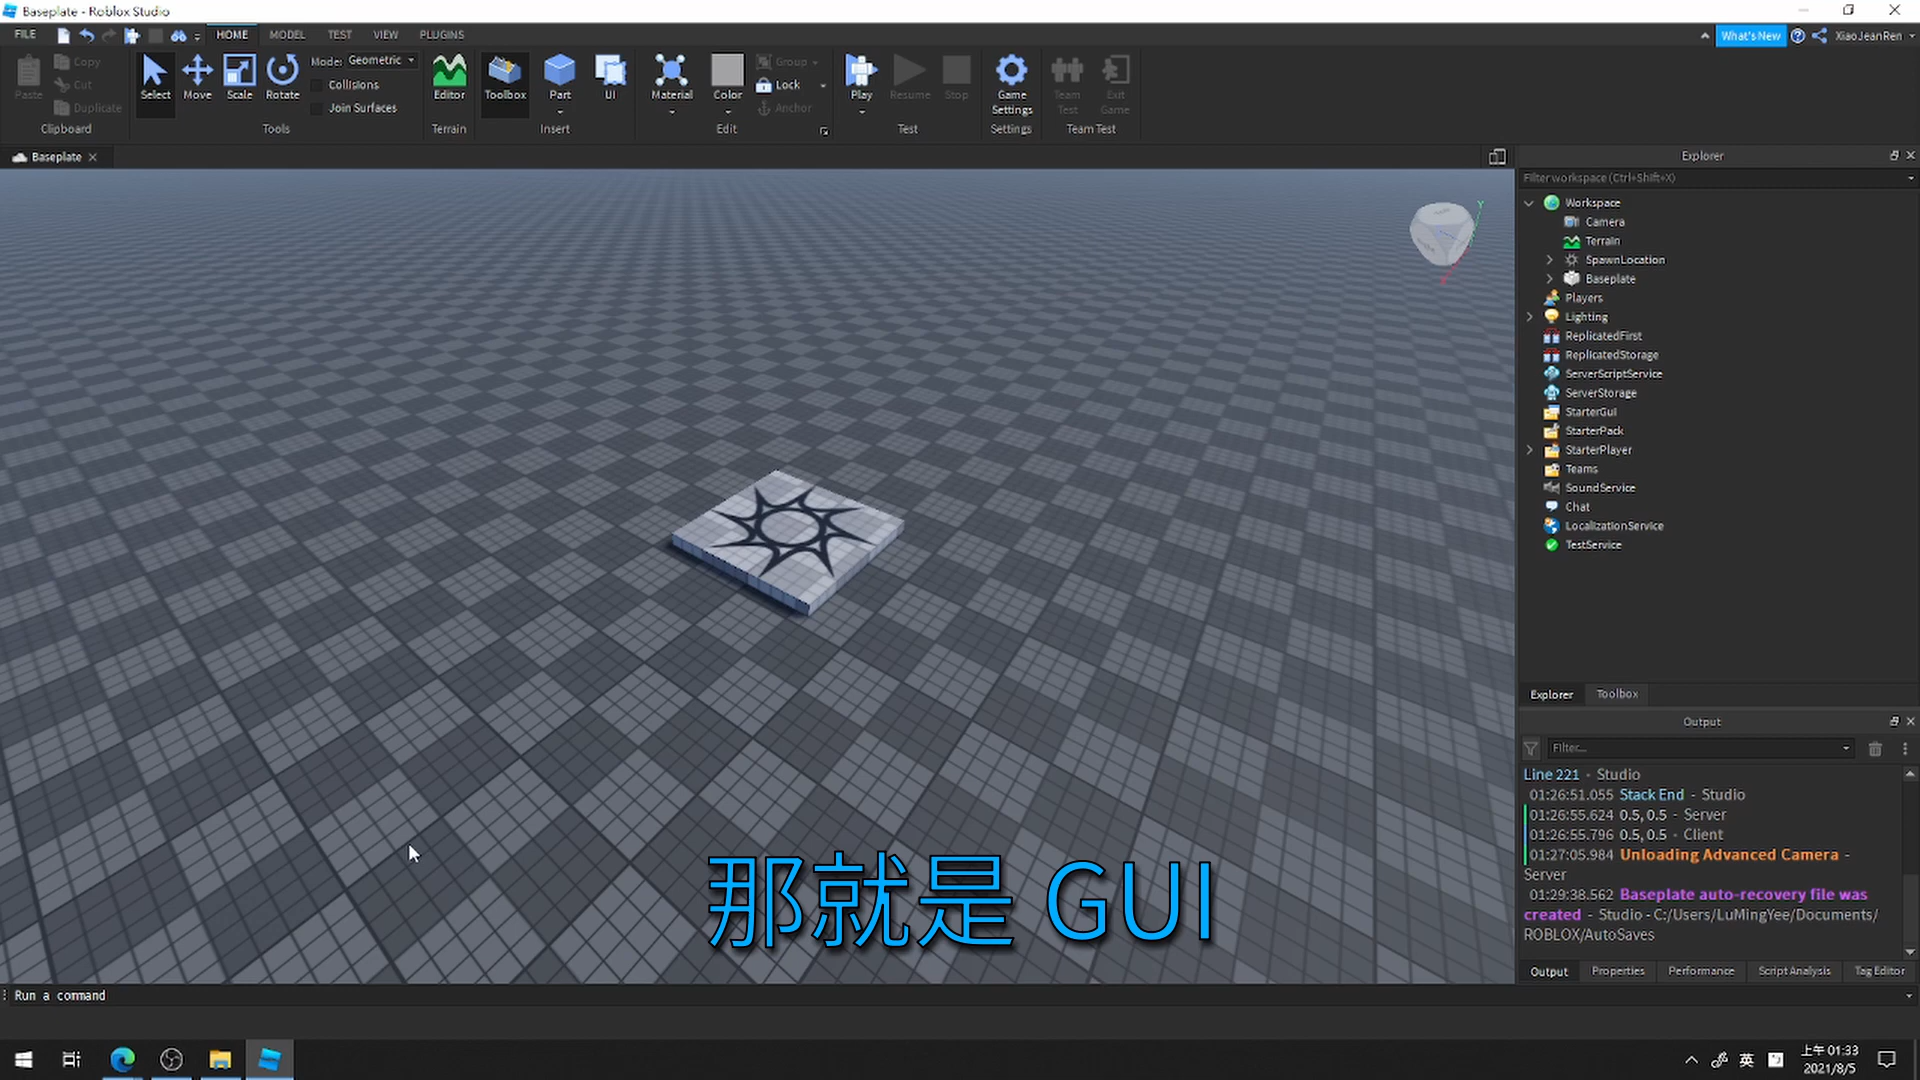 Baseplate - Roblox Studio
FILE HOME MODEL TEST VIEW PLUGINS What's New XiaoJeanRen
Paste Copy Cut Duplicate Clipboard
Select Move Scale Rotate Mode: Geometric Collisions Join Surfaces Tools
Editor Terrain
Toolbox Part UI Insert
Material Color Group Lock Anchor Edit
Play Resume Stop Test
Game Settings Settings
Team Test Exit Game Team Test
Baseplate
Explorer
Filter workspace (Ctrl+Shift+X)
Workspace
Camera
Terrain
SpawnLocation
Baseplate
Players
Lighting
ReplicatedFirst
ReplicatedStorage
ServerScriptService
ServerStorage
StarterGui
StarterPack
StarterPlayer
Teams
SoundService
Chat
LocalizationService
TestService
Explorer Toolbox
Output
Filter...
Line 221 - Studio
01:26:51.055 Stack End - Studio
01:26:55.624 0.5, 0.5 - Server
01:26:55.796 0.5, 0.5 - Client
01:27:05.984 Unloading Advanced Camera -
Server
01:29:38.562 Baseplate auto-recovery file was
created - Studio - C:/Users/LuMingYee/Documents/
ROBLOX/AutoSaves
Output Properties Performance Script Analysis Tag Editor
那就是 GUI
Run a command
英
上午 01:33
2021/8/5